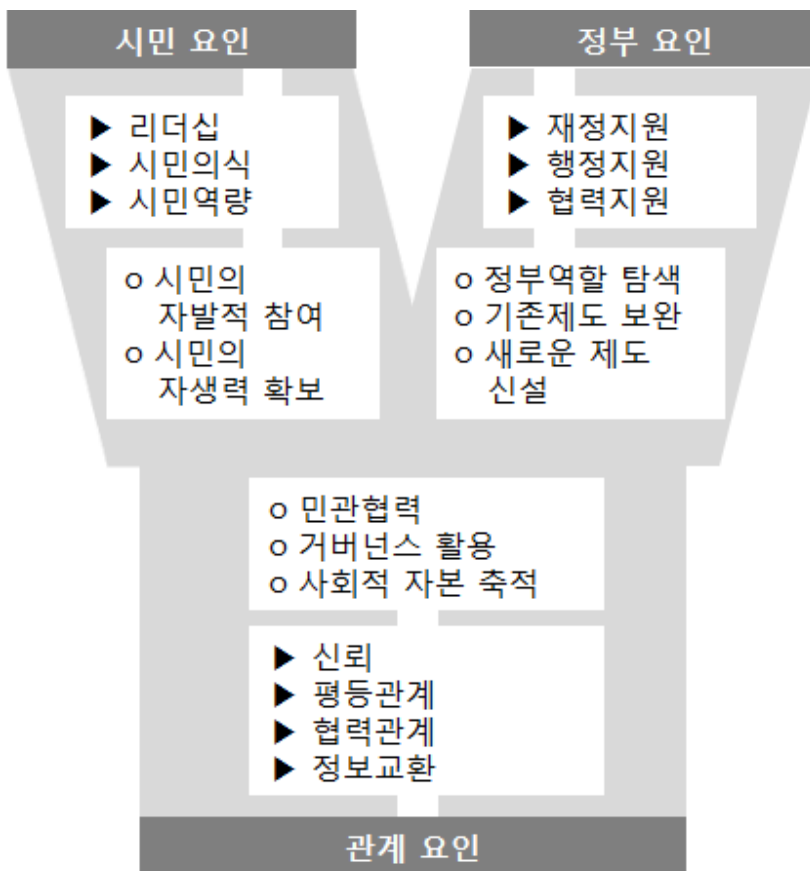 시민 요인
▶ 리더십
▶ 시민의식
▶ 시민역량
o 시민의
자발적 참여
o 시민의
자생력 확보
정부 요인
▶ 재정지원
▶ 행정지원
▶ 협력지원
o 정부역할 탐색
o 기존제도 보완
o 새로운 제도
신설
o 민관협력
o 거버넌스 활용
o 사회적 자본 축적
▶ 신뢰
▶ 평등관계
▶ 협력관계
▶ 정보교환
관계 요인